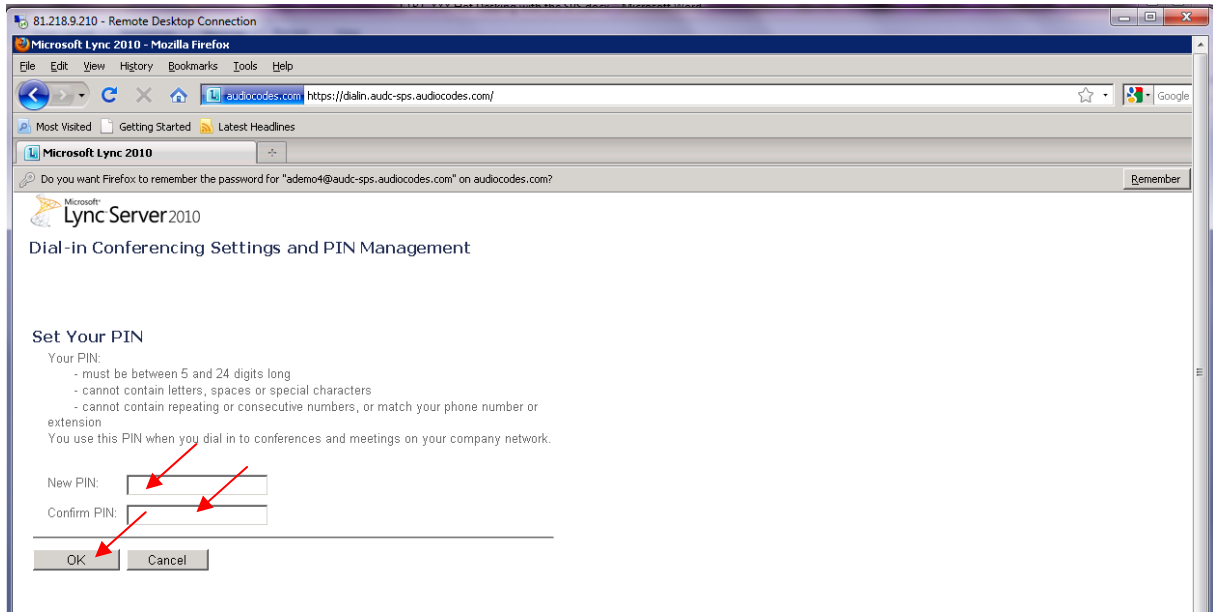 81.218.9.210 - Remote Desktop Connection
Microsoft Lync 2010 - Mozilla Firefox
File Edit View History Bookmarks Tools Help
audiocodes.com https://dialin.audc-sps.audiocodes.com/ Google
Most Visited Getting Started Latest Headlines
Microsoft Lync 2010
Do you want Firefox to remember the password for "ademo4@audc-sps.audiocodes.com" on audiocodes.com? Remember
Microsoft
Lync Server 2010
Dial-in Conferencing Settings and PIN Management
Set Your PIN
Your PIN:
- must be between 5 and 24 digits long
- cannot contain letters, spaces or special characters
- cannot contain repeating or consecutive numbers, or match your phone number or
extension
You use this PIN when you dial in to conferences and meetings on your company network.
New PIN:
Confirm PIN:
OK Cancel